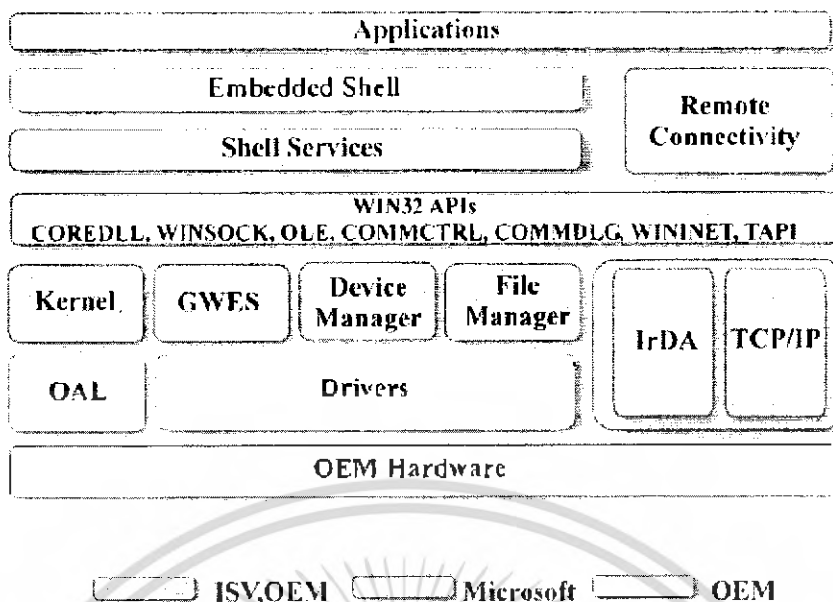 Applications
Embedded Shell
Remote
Connectivity
Shell Services
WIN32 APIs
COREDLL, WINSOCK, OLE, COMMCTRL, COMMDLG, WININET, TAPI
Kernel
GWES
Device
Manager
File
Manager
IrDA
TCP/IP
OAL
Drivers
OEM Hardware
ISV,OEM
Microsoft
OEM